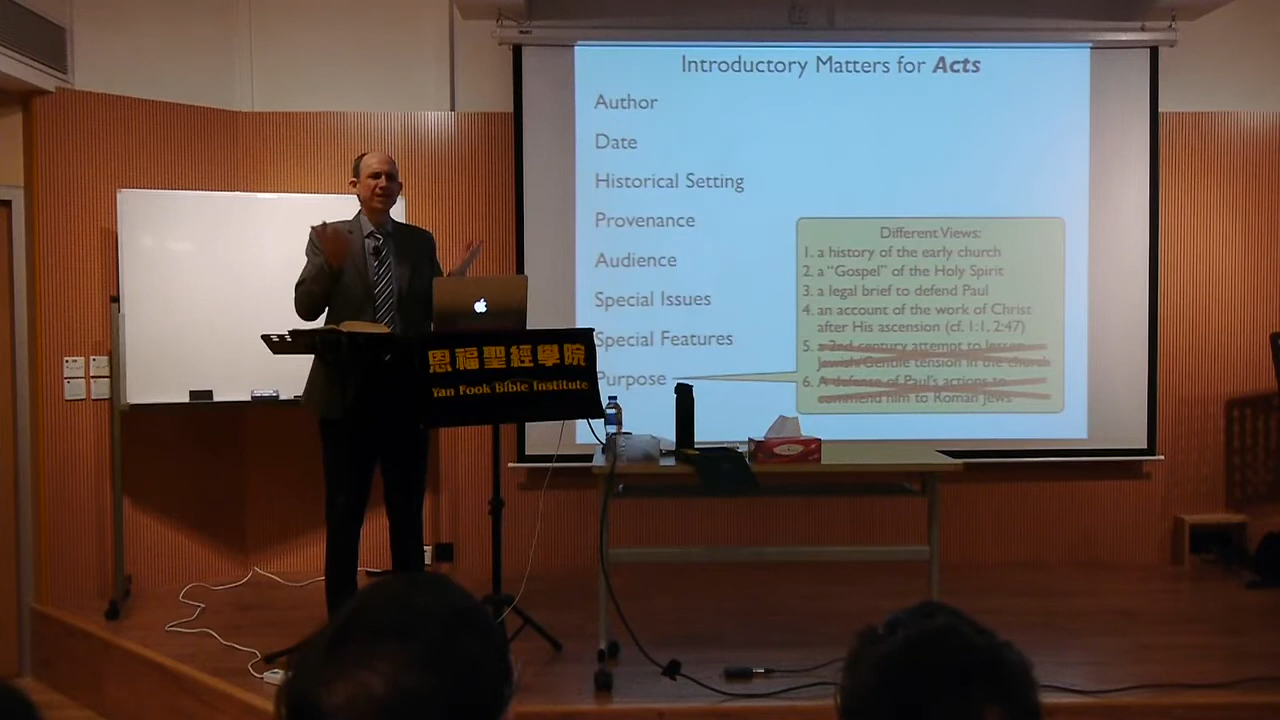 Introductory Matters for Acts
Author
Date
Historical Setting
Provenance
Audience
Special Issues
Special Features
Purpose
Different Views:
1. a history of the early church
2. a "Gospel" of the Holy Spirit
3. a legal brief to defend Paul
4. an account of the work of Christ
after His ascension (cf. 1:1, 2:47)
5. a 2nd century attempt to lessen
Jewish/Gentile tension in the church
6. A defense of Paul's actions to
commend him to Roman Jews
恩福聖經學院
Yan Fook Bible Institute